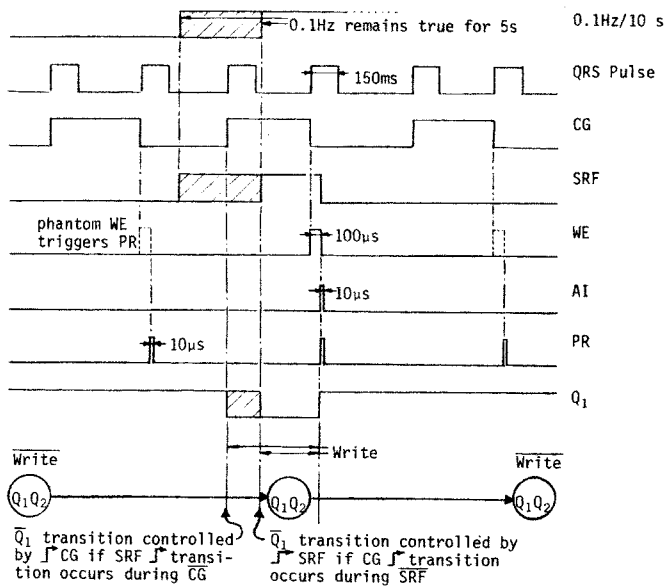 0.1Hz remains true for 5s
0.1Hz/10 s
150ms
QRS Pulse
CG
SRF
phantom WE
triggers PR
100µs
WE
10µs
AI
10µs
PR
Q1
Write
W̅r̅i̅t̅e̅
W̅r̅i̅t̅e̅
Q1Q2
Q1Q2
Q1Q2
Q̅1 transition controlled
by CG if SRF transi-
tion occurs during C̅G̅
Q̅1 transition controlled by
SRF if CG transition
occurs during S̅R̅F̅